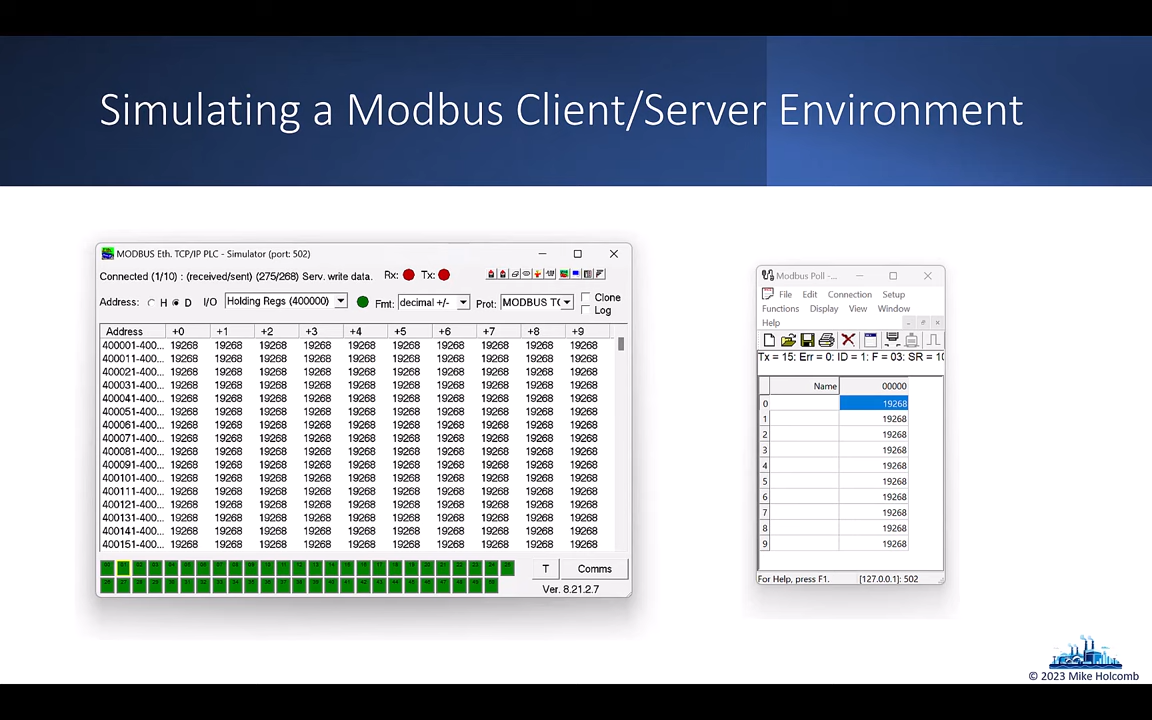 Simulating a Modbus Client/Server Environment
MODBUS Eth. TCP/IP PLC - Simulator (port: 502)
Connected (1/10) : (received/sent) (275/268) Serv. write data. Rx: Tx:
Address: H D I/O Holding Regs (400000) Fmt: decimal +/- Prot: MODBUS TC Clone
Log
Address +0 +1 +2 +3 +4 +5 +6 +7 +8 +9
400001-400... 19268 19268 19268 19268 19268 19268 19268 19268 19268 19268
400011-400... 19268 19268 19268 19268 19268 19268 19268 19268 19268 19268
400021-400... 19268 19268 19268 19268 19268 19268 19268 19268 19268 19268
400031-400... 19268 19268 19268 19268 19268 19268 19268 19268 19268 19268
400041-400... 19268 19268 19268 19268 19268 19268 19268 19268 19268 19268
400051-400... 19268 19268 19268 19268 19268 19268 19268 19268 19268 19268
400061-400... 19268 19268 19268 19268 19268 19268 19268 19268 19268 19268
400071-400... 19268 19268 19268 19268 19268 19268 19268 19268 19268 19268
400081-400... 19268 19268 19268 19268 19268 19268 19268 19268 19268 19268
400091-400... 19268 19268 19268 19268 19268 19268 19268 19268 19268 19268
400101-400... 19268 19268 19268 19268 19268 19268 19268 19268 19268 19268
400111-400... 19268 19268 19268 19268 19268 19268 19268 19268 19268 19268
400121-400... 19268 19268 19268 19268 19268 19268 19268 19268 19268 19268
400131-400... 19268 19268 19268 19268 19268 19268 19268 19268 19268 19268
400141-400... 19268 19268 19268 19268 19268 19268 19268 19268 19268 19268
400151-400... 19268 19268 19268 19268 19268 19268 19268 19268 19268 19268
T Comms
Ver. 8.21.2.7
Modbus Poll -...
File Edit Connection Setup
Functions Display View Window
Help
Tx = 15: Err = 0: ID = 1: F = 03: SR = 10
Name 00000
0 19268
1 19268
2 19268
3 19268
4 19268
5 19268
6 19268
7 19268
8 19268
9 19268
For Help, press F1. [127.0.0.1]: 502
© 2023 Mike Holcomb